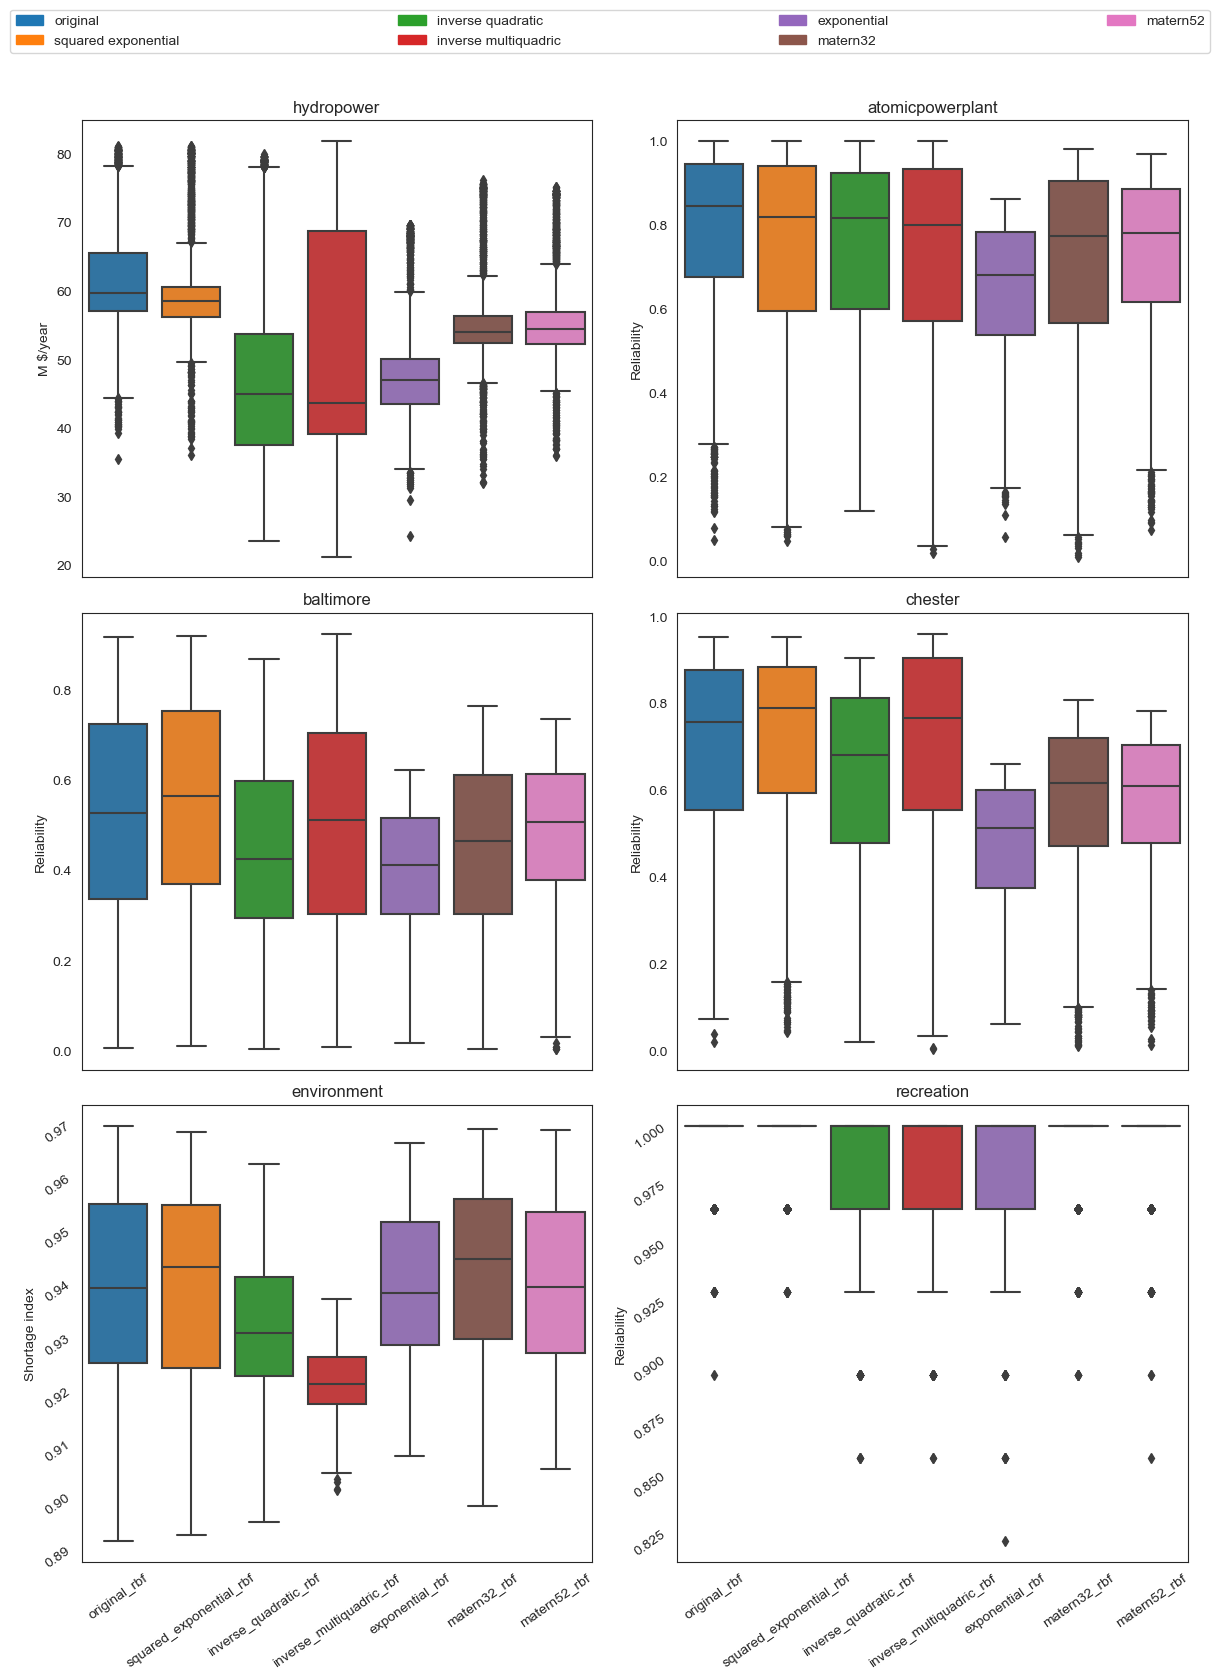 original
squared exponential
inverse quadratic
inverse multiquadric
exponential
matern32
matern52
hydropower
M $/year
80
70
60
50
40
30
20
atomicpowerplant
Reliability
1.0
0.8
0.6
0.4
0.2
0.0
baltimore
Reliability
0.8
0.6
0.4
0.2
0.0
chester
Reliability
1.0
0.8
0.6
0.4
0.2
0.0
environment
Shortage index
0.97
0.96
0.95
0.94
0.93
0.92
0.91
0.90
0.89
original_rbf
squared_exponential_rbf
inverse_quadratic_rbf
inverse_multiquadric_rbf
exponential_rbf
matern32_rbf
matern52_rbf
recreation
Reliability
1.000
0.975
0.950
0.925
0.900
0.875
0.850
0.825
original_rbf
squared_exponential_rbf
inverse_quadratic_rbf
inverse_multiquadric_rbf
exponential_rbf
matern32_rbf
matern52_rbf